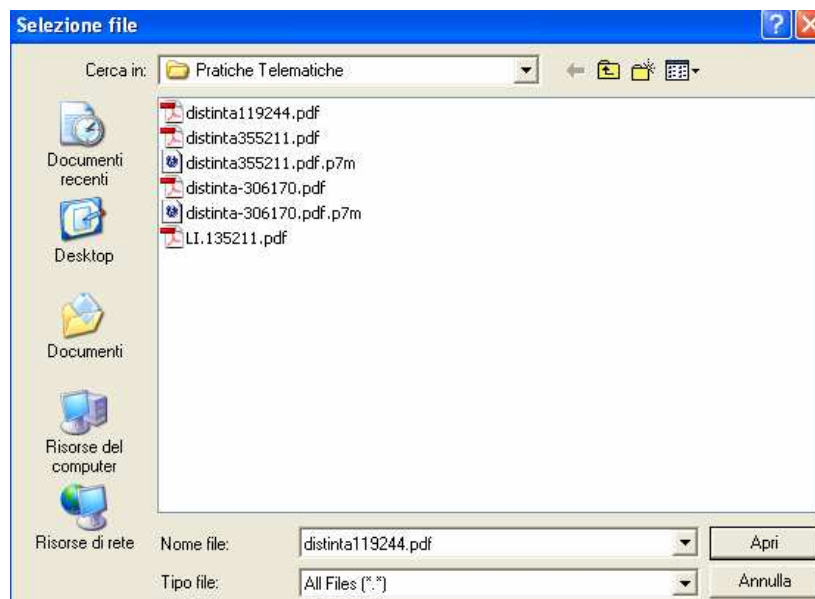 Selezione file
Cerca in: Pratiche Telematiche
distinta119244.pdf
distinta355211.pdf
distinta355211.pdf.p7m
distinta-306170.pdf
distinta-306170.pdf.p7m
LI.135211.pdf
Documenti
recenti
Desktop
Documenti
Risorse del
computer
Risorse di rete
Nome file: distinta119244.pdf Apri
Tipo file: All Files (*.*) Annulla